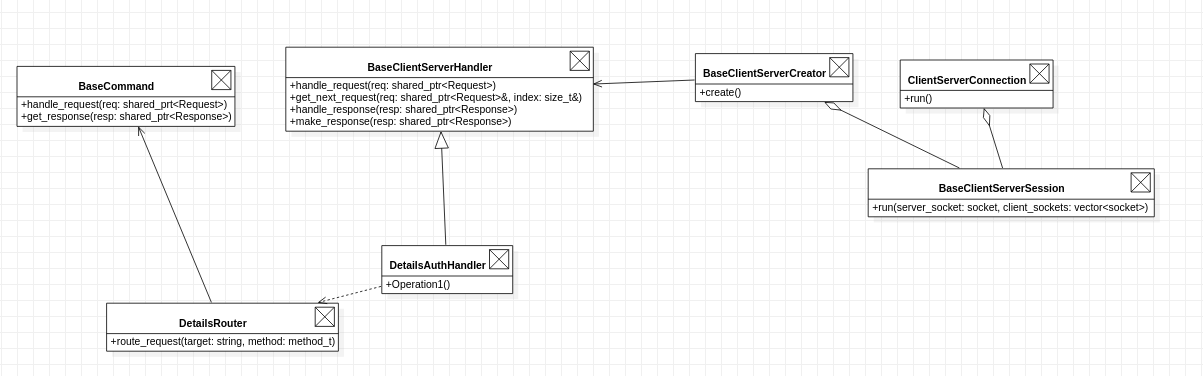 BaseCommand
+handle_request(req: shared_prt<Request>)
+get_response(resp: shared_ptr<Response>)
BaseClientServerHandler
+handle_request(req: shared_ptr<Request>)
+get_next_request(req: shared_ptr<Request>&, index: size_t&)
+handle_response(resp: shared_ptr<Response>)
+make_response(resp: shared_ptr<Response>)
BaseClientServerCreator
+create()
ClientServerConnection
+run()
BaseClientServerSession
+run(server_socket: socket, client_sockets: vector<socket>)
DetailsAuthHandler
+Operation1()
DetailsRouter
+route_request(target: string, method: method_t)